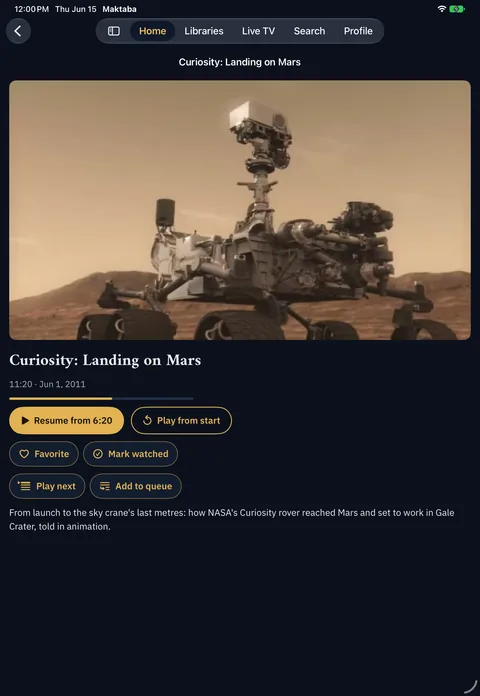 12:00 PM Thu Jun 15 Maktaba
Home Libraries Live TV Search Profile
Curiosity: Landing on Mars
Curiosity: Landing on Mars
11:20 · Jun 1, 2011
Resume from 6:20 Play from start
Favorite Mark watched
Play next Add to queue
From launch to the sky crane's last metres: how NASA's Curiosity rover reached Mars and set to work in Gale
Crater, told in animation.